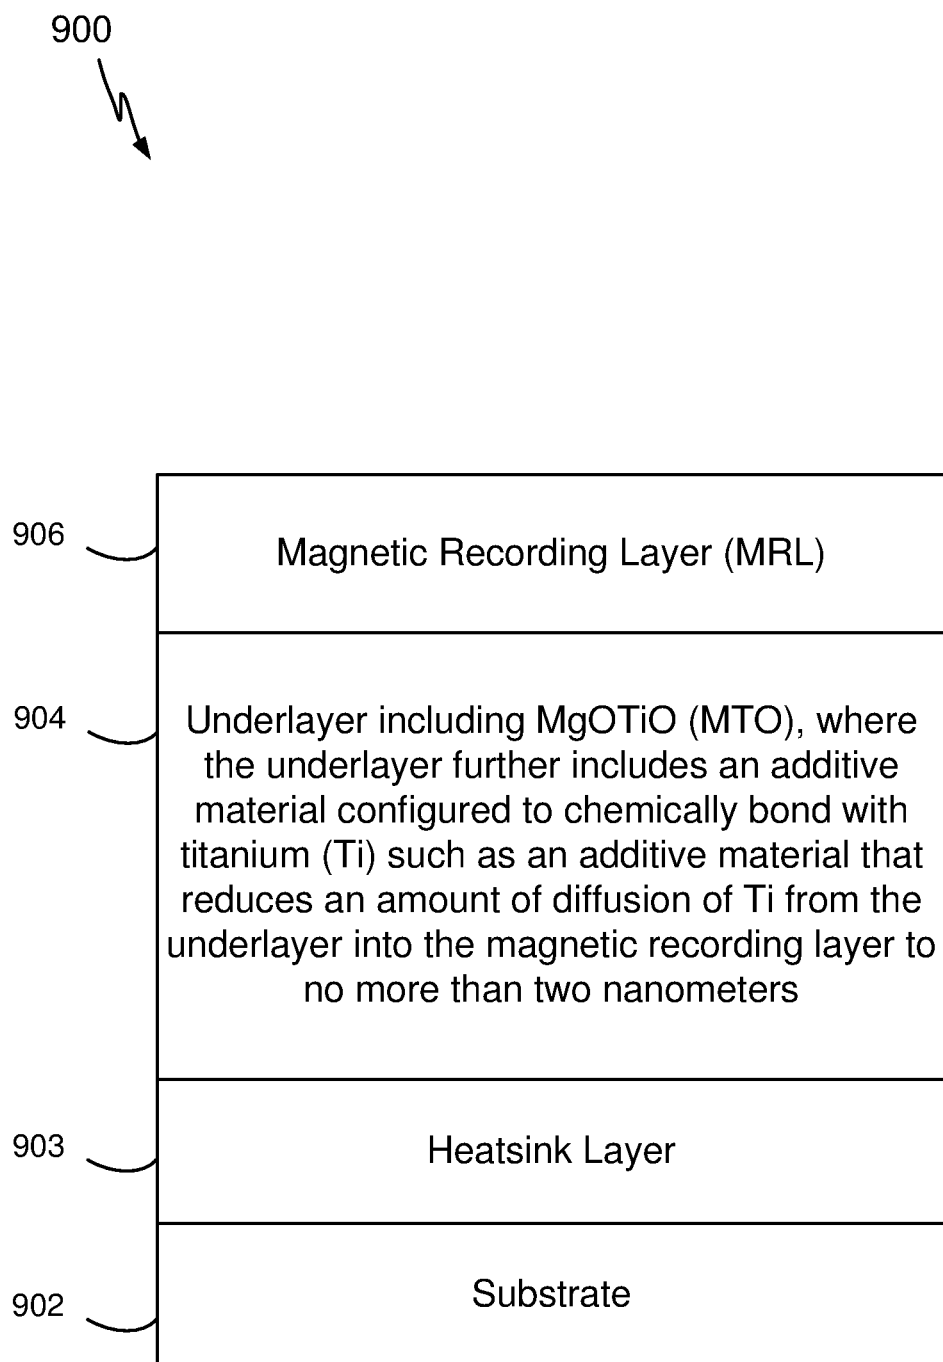 900
906
Magnetic Recording Layer (MRL)
904
Underlayer including MgOTiO (MTO), where
the underlayer further includes an additive
material configured to chemically bond with
titanium (Ti) such as an additive material that
reduces an amount of diffusion of Ti from the
underlayer into the magnetic recording layer to
no more than two nanometers
903
Heatsink Layer
902
Substrate